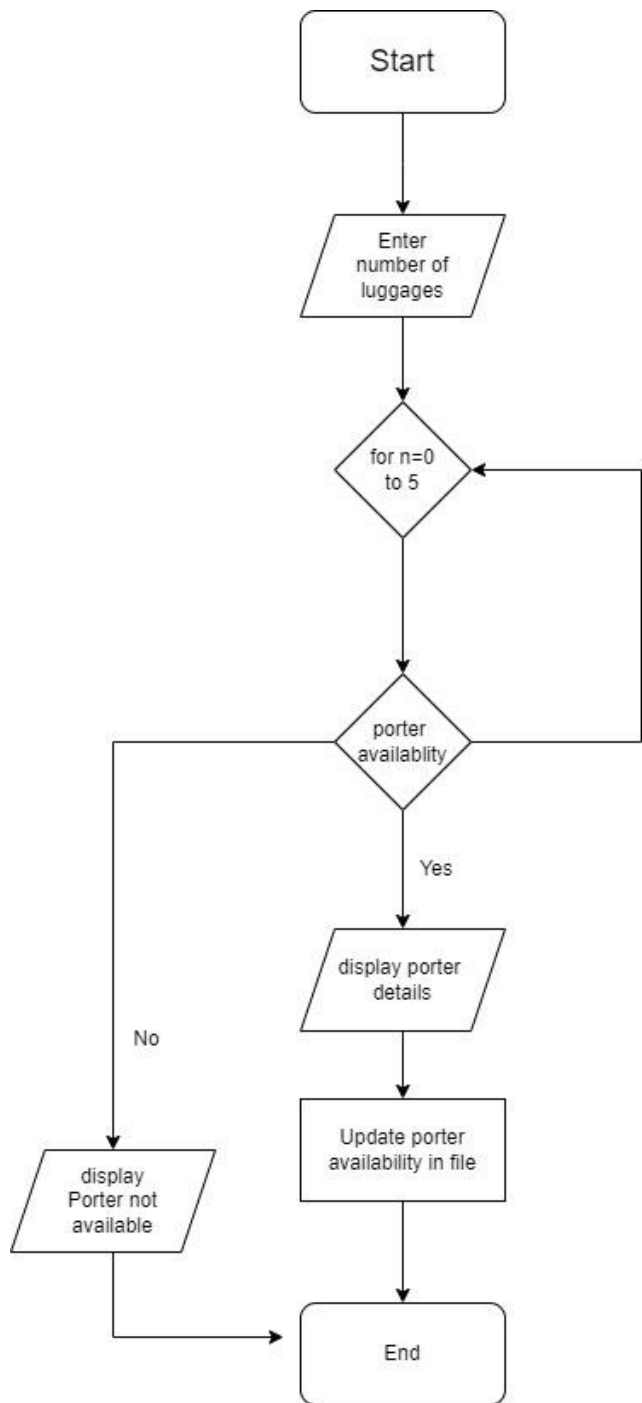 Start
Enter
number of
luggages
for n=0
to 5
porter
availablity
Yes
display porter
details
No
Update porter
availability in file
display
Porter not
available
End